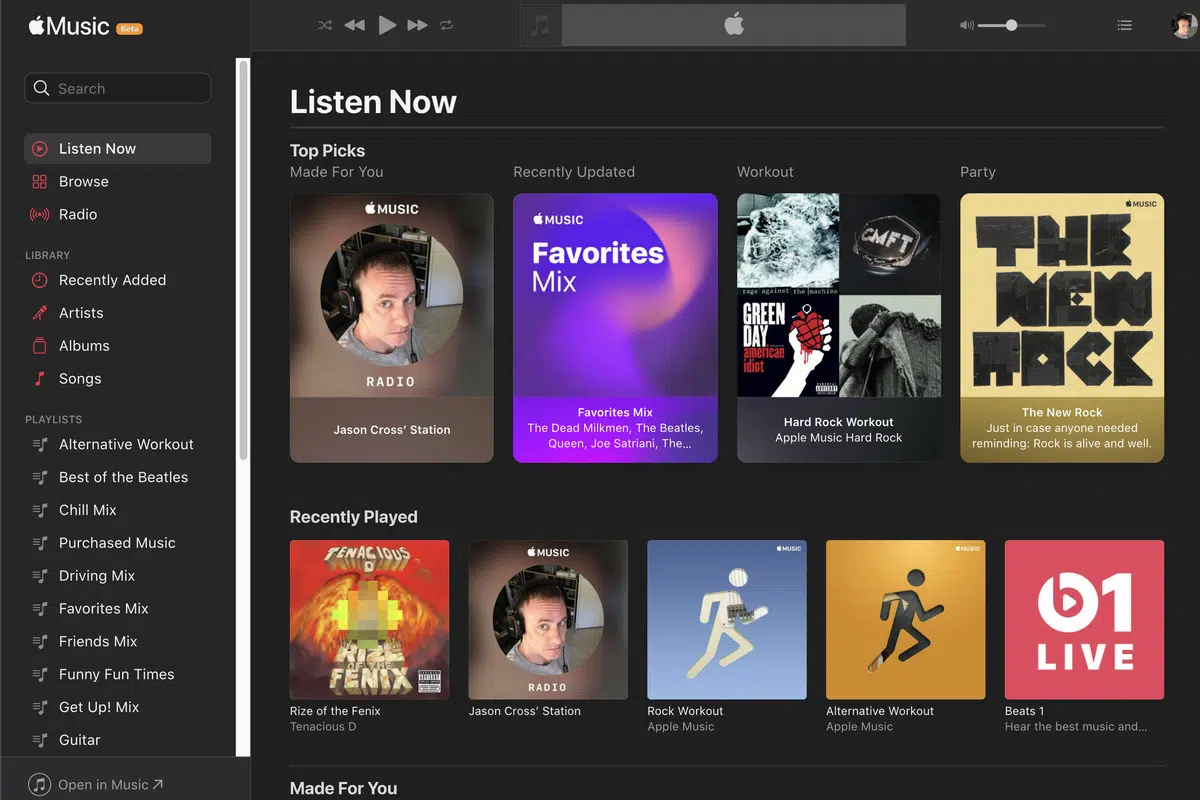 Music Beta
Search
Listen Now
Browse
Radio
LIBRARY
Recently Added
Artists
Albums
Songs
PLAYLISTS
Alternative Workout
Best of the Beatles
Chill Mix
Purchased Music
Driving Mix
Favorites Mix
Friends Mix
Funny Fun Times
Get Up! Mix
Guitar
Open in Music
Listen Now
Top Picks
Made For You
MUSIC
RADIO
Jason Cross’ Station
Recently Updated
MUSIC
Favorites
Mix
Favorites Mix
The Dead Milkmen, The Beatles,
Queen, Joe Satriani, The...
Workout
rage against the machine
CMFT
GREEN
DAY
american
idiot
Hard Rock Workout
Apple Music Hard Rock
Party
MUSIC
THE
NEW
ROCK
The New Rock
Just in case anyone needed
reminding: Rock is alive and well.
Recently Played
TENACIOUS
D
RIZE
OF THE
FENIX
Rize of the Fenix
Tenacious D
MUSIC
RADIO
Jason Cross’ Station
MUSIC
Rock Workout
Apple Music
MUSIC
Alternative Workout
Apple Music
b1
LIVE
Beats 1
Hear the best music and...
Made For You